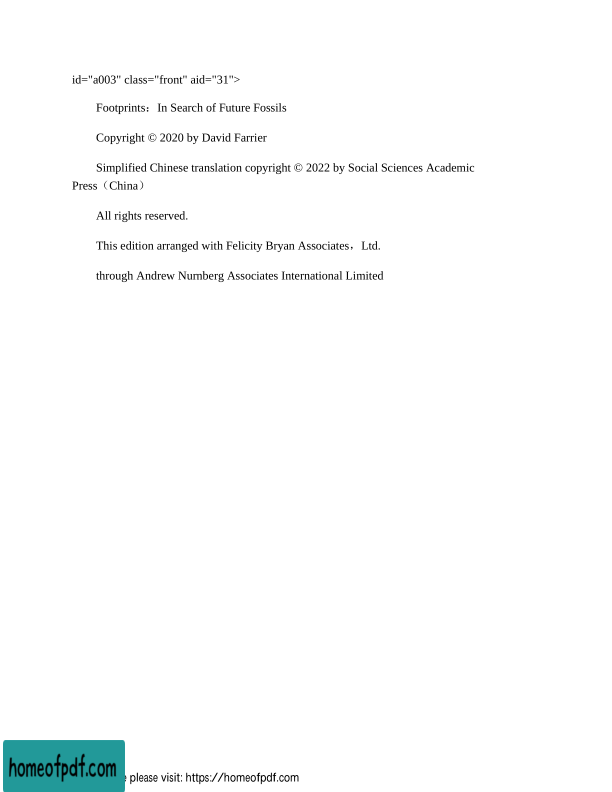 id="a003" class="front" aid="31">
Footprints：In Search of Future Fossils
Copyright © 2020 by David Farrier
Simplified Chinese translation copyright © 2022 by Social Sciences Academic
Press（China）
All rights reserved.
This edition arranged with Felicity Bryan Associates，Ltd.
through Andrew Nurnberg Associates International Limited
homeofpdf.com
please visit: https://homeofpdf.com